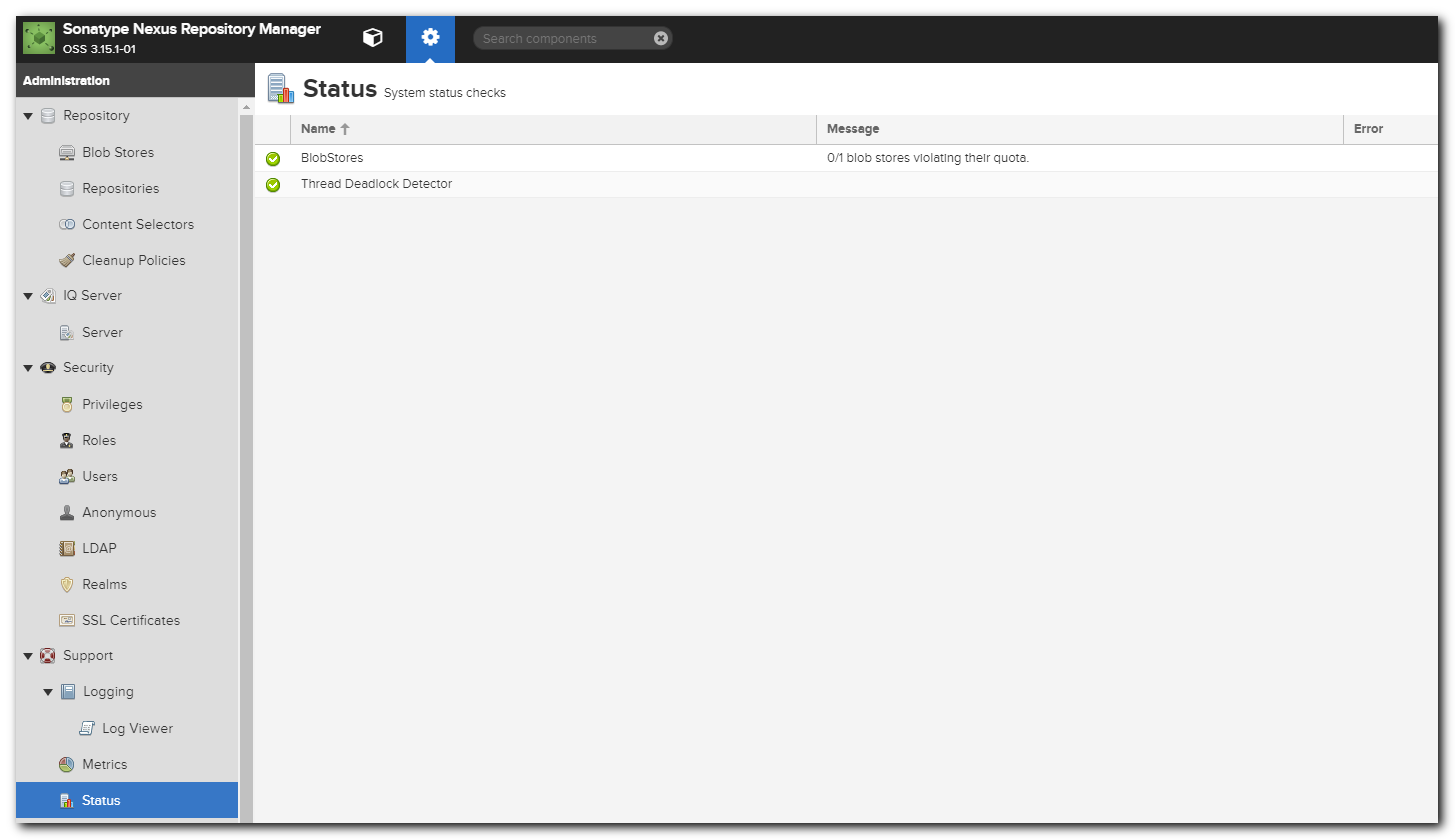 Sonatype Nexus Repository Manager
OSS 3.15.1-01
Search components
Administration
Status System status checks
Repository
Blob Stores
Repositories
Content Selectors
Cleanup Policies
IQ Server
Server
Security
Privileges
Roles
Users
Anonymous
LDAP
Realms
SSL Certificates
Support
Logging
Log Viewer
Metrics
Status
Name Message Error
BlobStores 0/1 blob stores violating their quota.
Thread Deadlock Detector